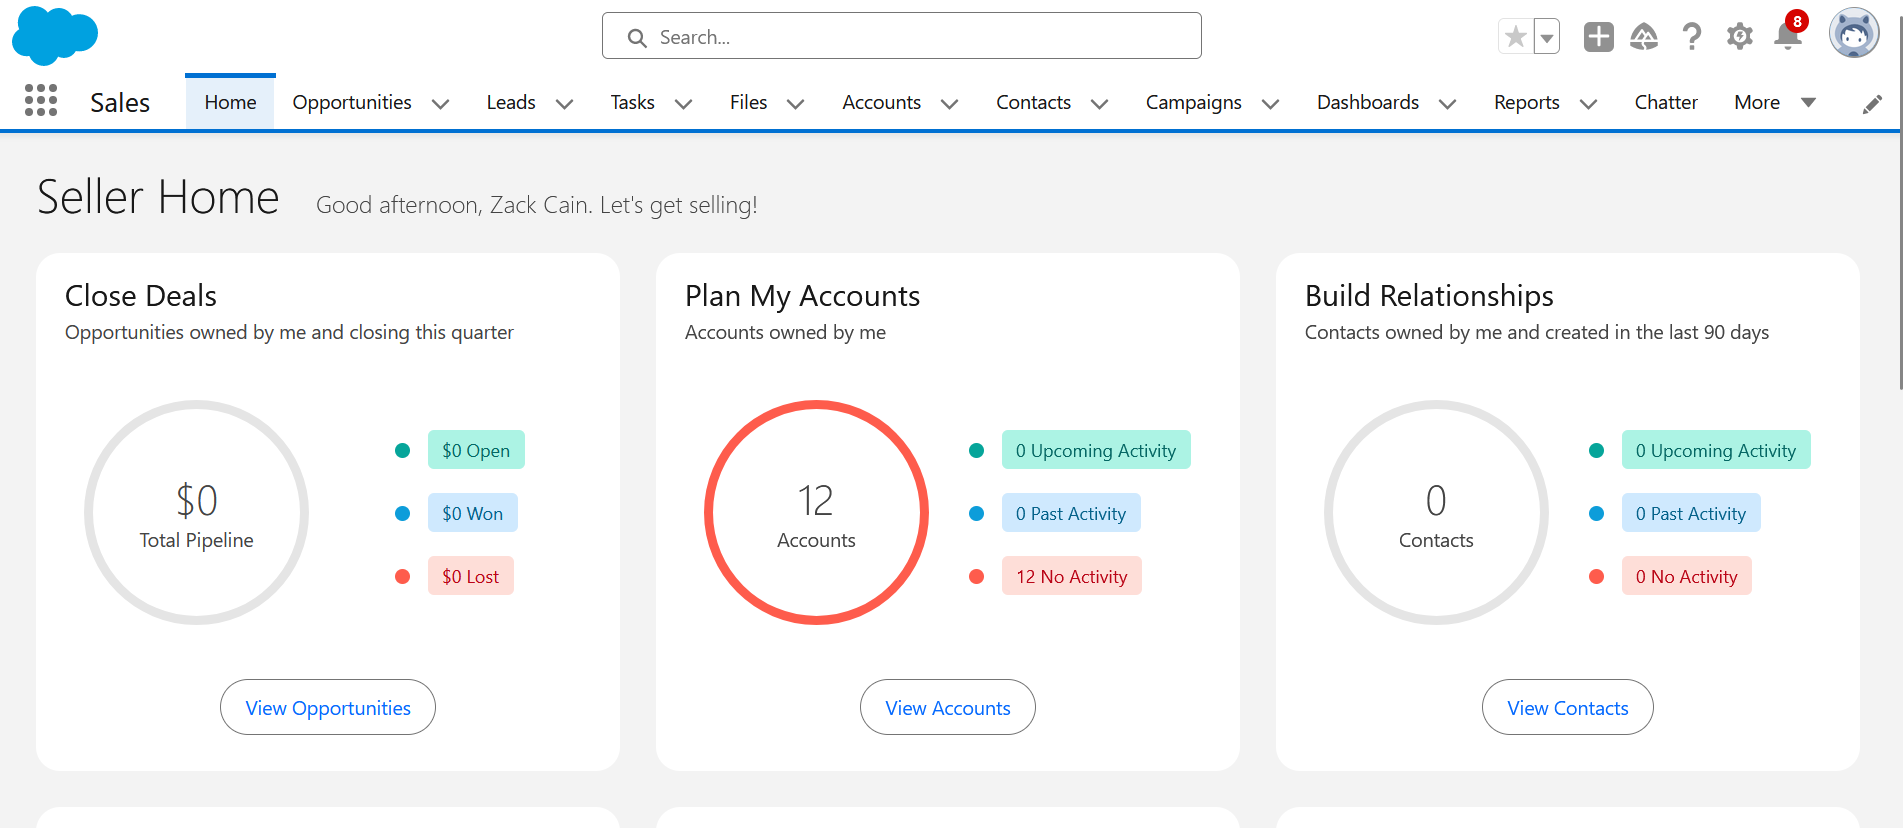 Search...
8
Sales
Home
Opportunities
Leads
Tasks
Files
Accounts
Contacts
Campaigns
Dashboards
Reports
Chatter
More
Seller Home
Good afternoon, Zack Cain. Let's get selling!
Close Deals
Opportunities owned by me and closing this quarter
$0
Total Pipeline
$0 Open
$0 Won
$0 Lost
View Opportunities
Plan My Accounts
Accounts owned by me
12
Accounts
0 Upcoming Activity
0 Past Activity
12 No Activity
View Accounts
Build Relationships
Contacts owned by me and created in the last 90 days
0
Contacts
0 Upcoming Activity
0 Past Activity
0 No Activity
View Contacts